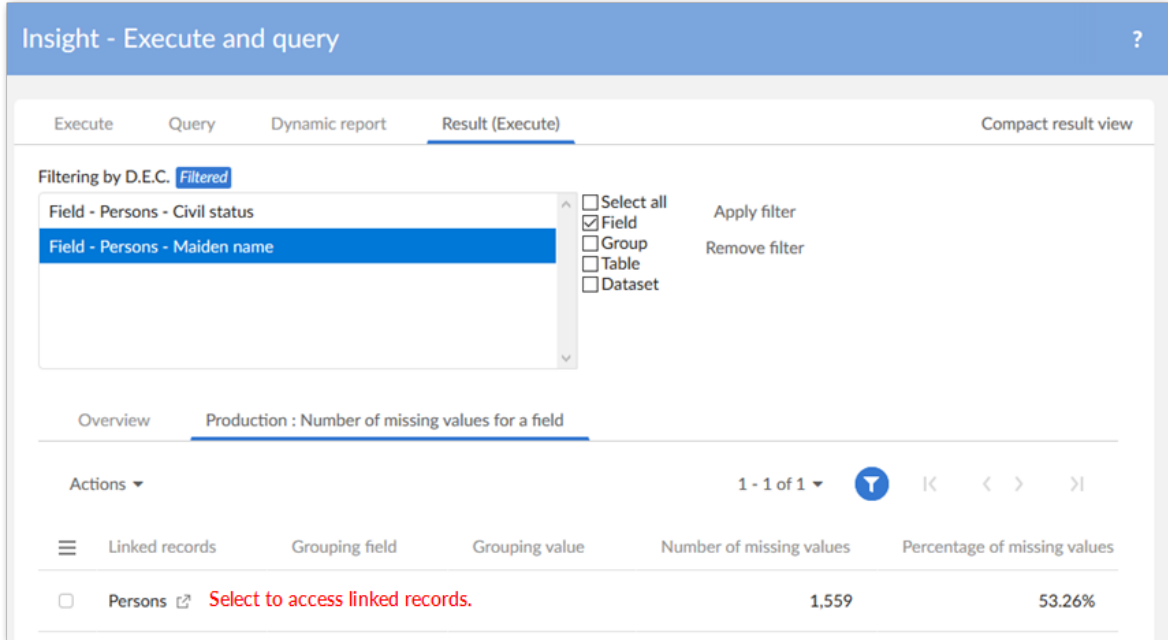 Insight - Execute and query ?
Execute Query Dynamic report Result (Execute) Compact result view
Filtering by D.E.C. Filtered
Field - Persons - Civil status
Field - Persons - Maiden name
Select all
Field
Group
Table
Dataset
Apply filter
Remove filter
Overview Production : Number of missing values for a field
Actions 1 - 1 of 1
Linked records Grouping field Grouping value Number of missing values Percentage of missing values
Persons Select to access linked records. 1,559 53.26%